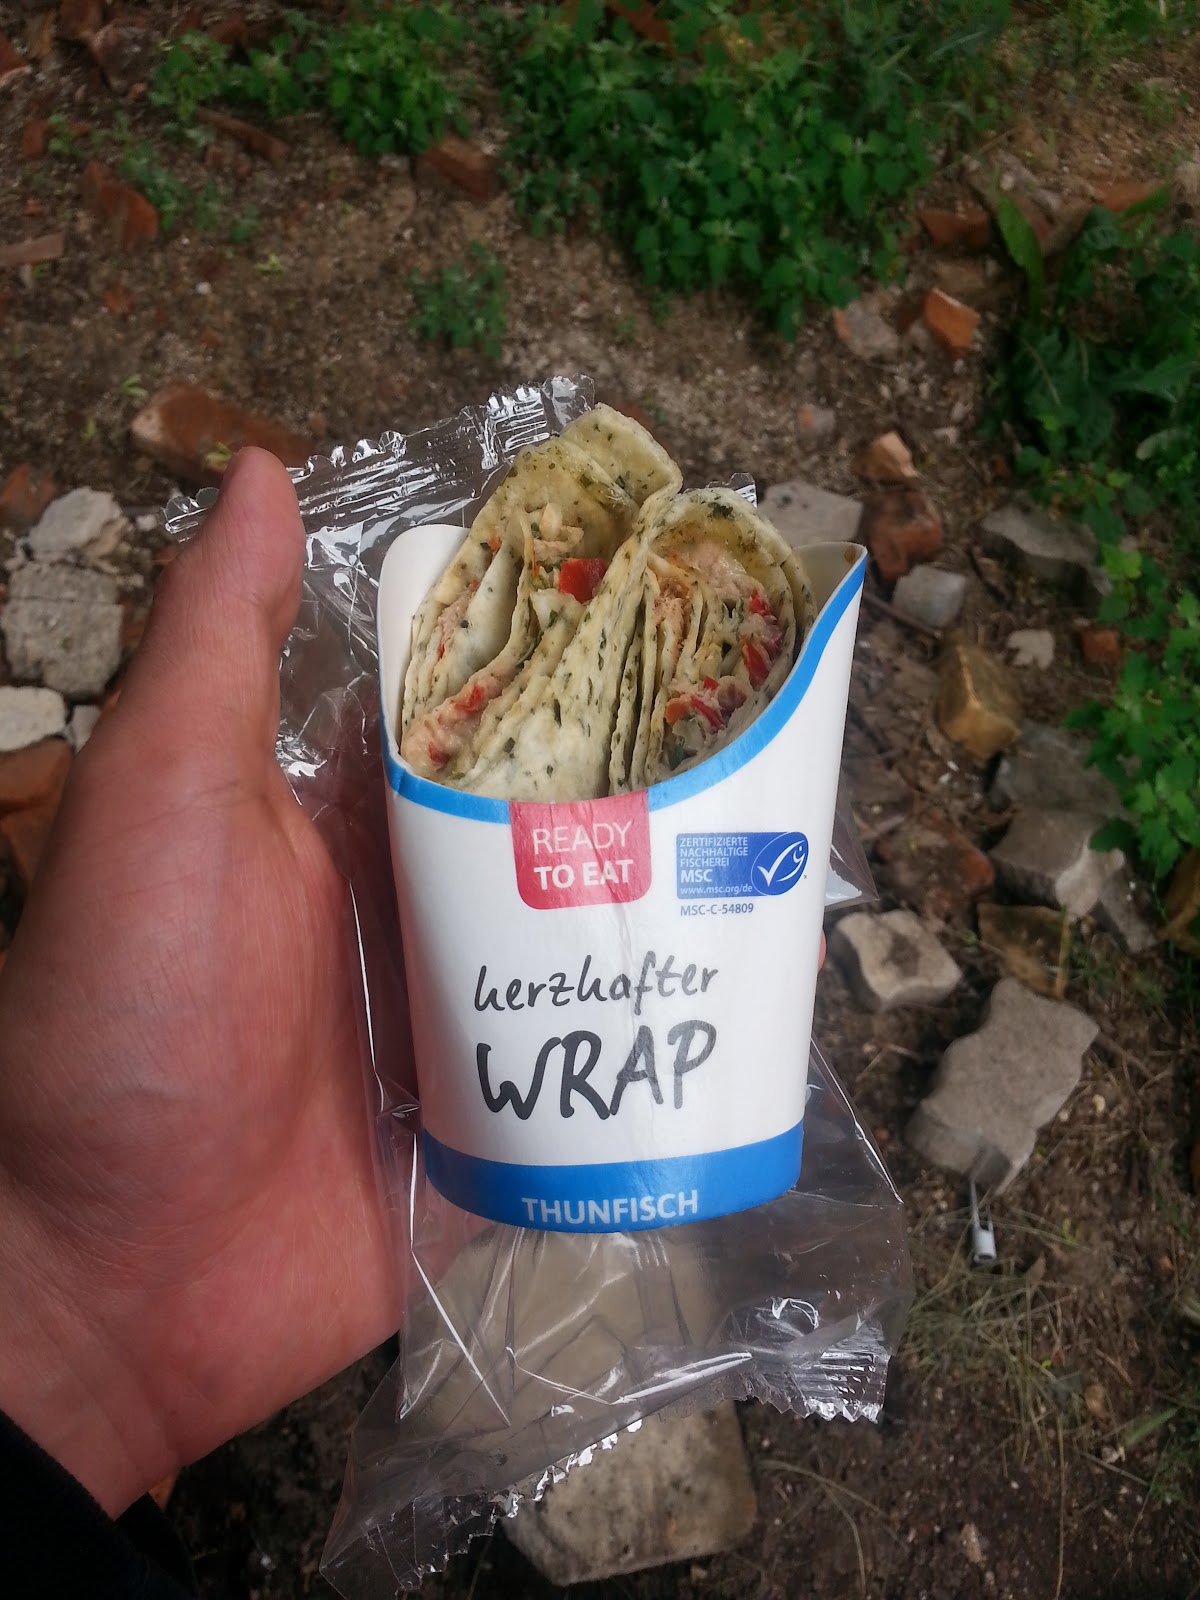 READY
TO EAT
ZERTIFIZIERTE
NACHHALTIGE
FISCHEREI
MSC
www.msc.org/de
MSC-C-54809
herzhafter
WRAP
THUNFISCH